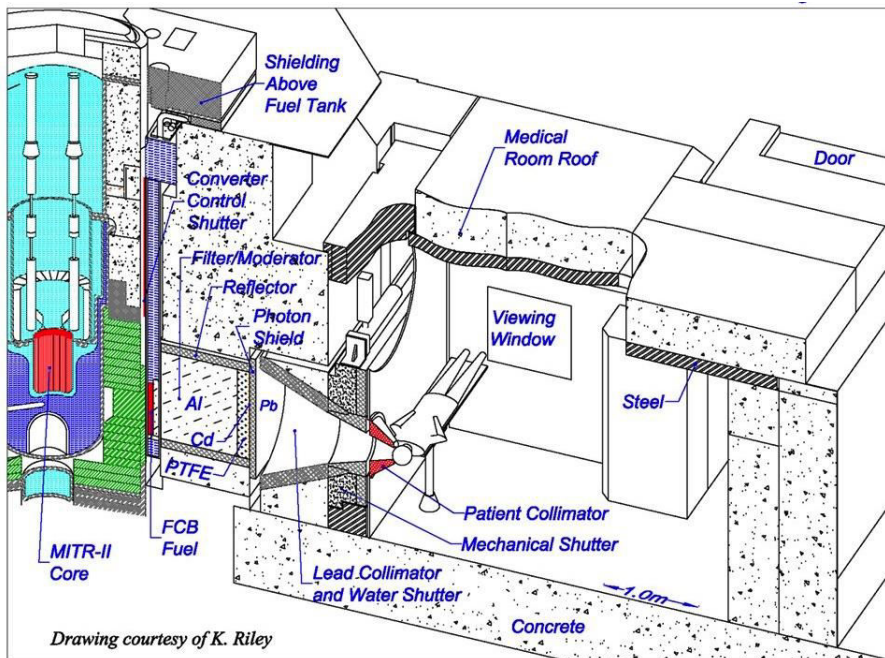 Shielding
Above
Fuel Tank
Medical
Room Roof
Door
Converter
Control
Shutter
Filter/Moderator
Reflector
Photon
Shield
Viewing
Window
Steel
Al
Pb
Cd
PTFE
Patient Collimator
Mechanical Shutter
FCB
Fuel
MITR-II
Core
Lead Collimator
and Water Shutter
1.0m
Concrete
Drawing courtesy of K. Riley